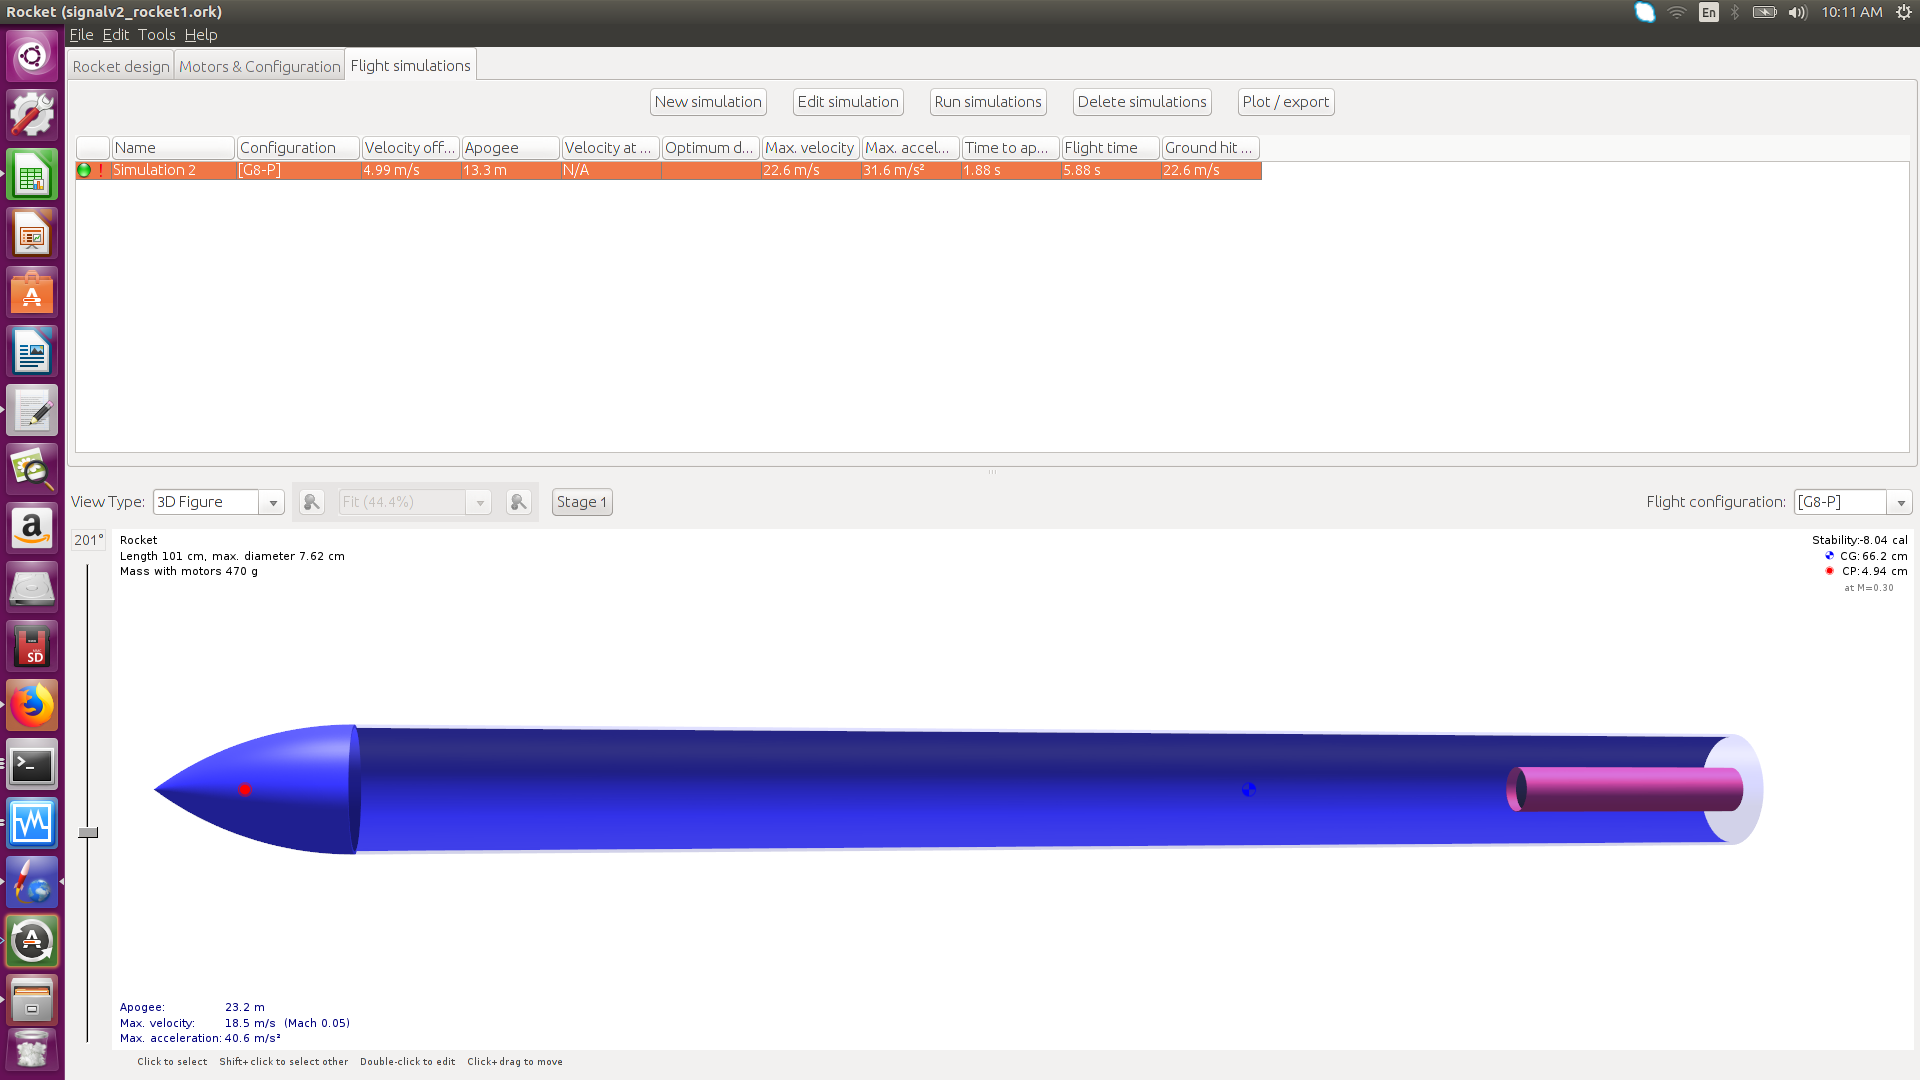 Rocket (signalv2_rocket1.ork)
En
10:11 AM
File Edit Tools Help
Rocket design Motors & Configuration Flight simulations
New simulation Edit simulation Run simulations Delete simulations Plot / export
Name Configuration Velocity off... Apogee Velocity at ... Optimum d... Max. velocity Max. accel... Time to ap... Flight time Ground hit ...
! Simulation 2 [G8-P] 4.99 m/s 13.3 m N/A 22.6 m/s 31.6 m/s² 1.88 s 5.88 s 22.6 m/s
View Type: 3D Figure Fit (44.4%) Stage 1 Flight configuration: [G8-P]
201°
Rocket
Length 101 cm, max. diameter 7.62 cm
Mass with motors 470 g
Stability:-8.04 cal
CG:66.2 cm
CP:4.94 cm
at M=0.30
Apogee: 23.2 m
Max. velocity: 18.5 m/s (Mach 0.05)
Max. acceleration: 40.6 m/s²
Click to select Shift+click to select other Double-click to edit Click+drag to move
a
SD
>_